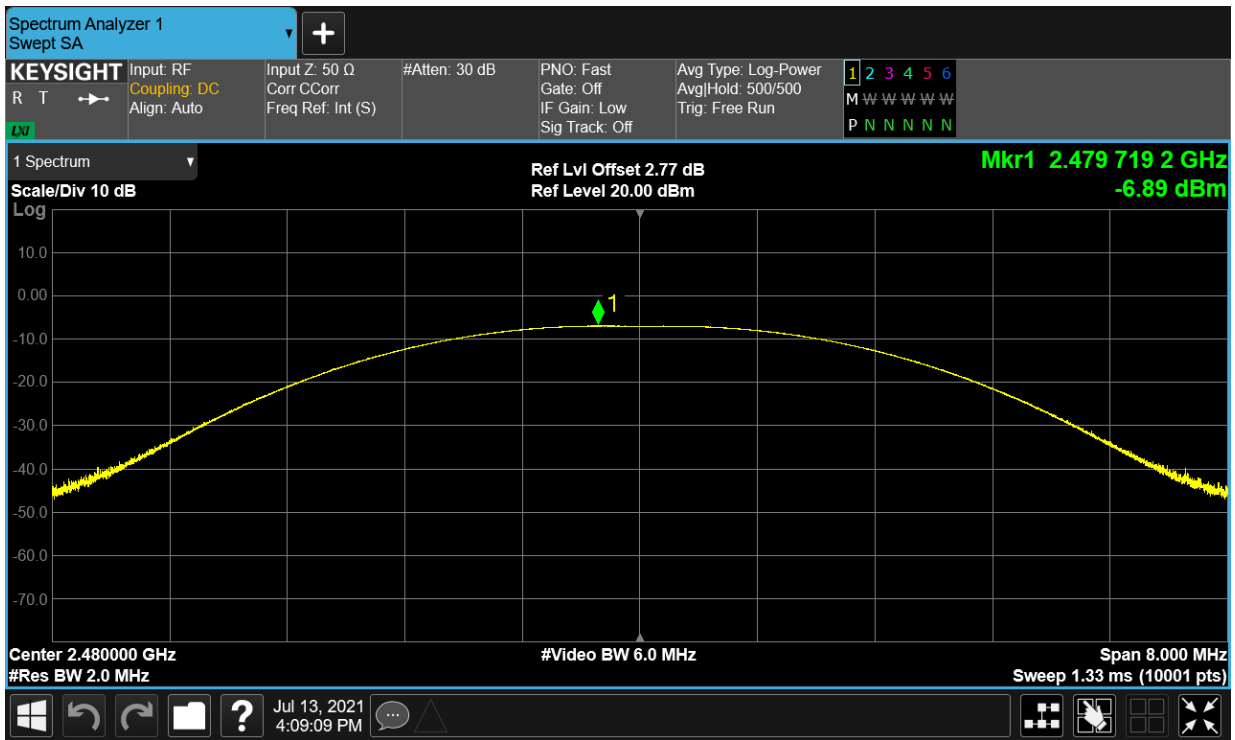 Spectrum Analyzer 1
Swept SA
KEYSIGHT
R T
LXI
Input: RF
Coupling: DC
Align: Auto
Input Z: 50 Ω
Corr CCorr
Freq Ref: Int (S)
#Atten: 30 dB
PNO: Fast
Gate: Off
IF Gain: Low
Sig Track: Off
Avg Type: Log-Power
Avg|Hold: 500/500
Trig: Free Run
1 2 3 4 5 6
M W W W W W
P N N N N N
1 Spectrum
Scale/Div 10 dB
Ref Lvl Offset 2.77 dB
Ref Level 20.00 dBm
Mkr1 2.479 719 2 GHz
-6.89 dBm
Log
10.0
0.00
1
-10.0
-20.0
-30.0
-40.0
-50.0
-60.0
-70.0
Center 2.480000 GHz
#Res BW 2.0 MHz
#Video BW 6.0 MHz
Span 8.000 MHz
Sweep 1.33 ms (10001 pts)
?
Jul 13, 2021
4:09:09 PM